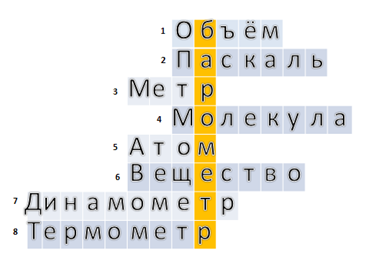 1 Объём
2 Паскаль
3 Метр
4 Молекула
5 Атом
6 Вещество
7 Динамометр
8 Термометр